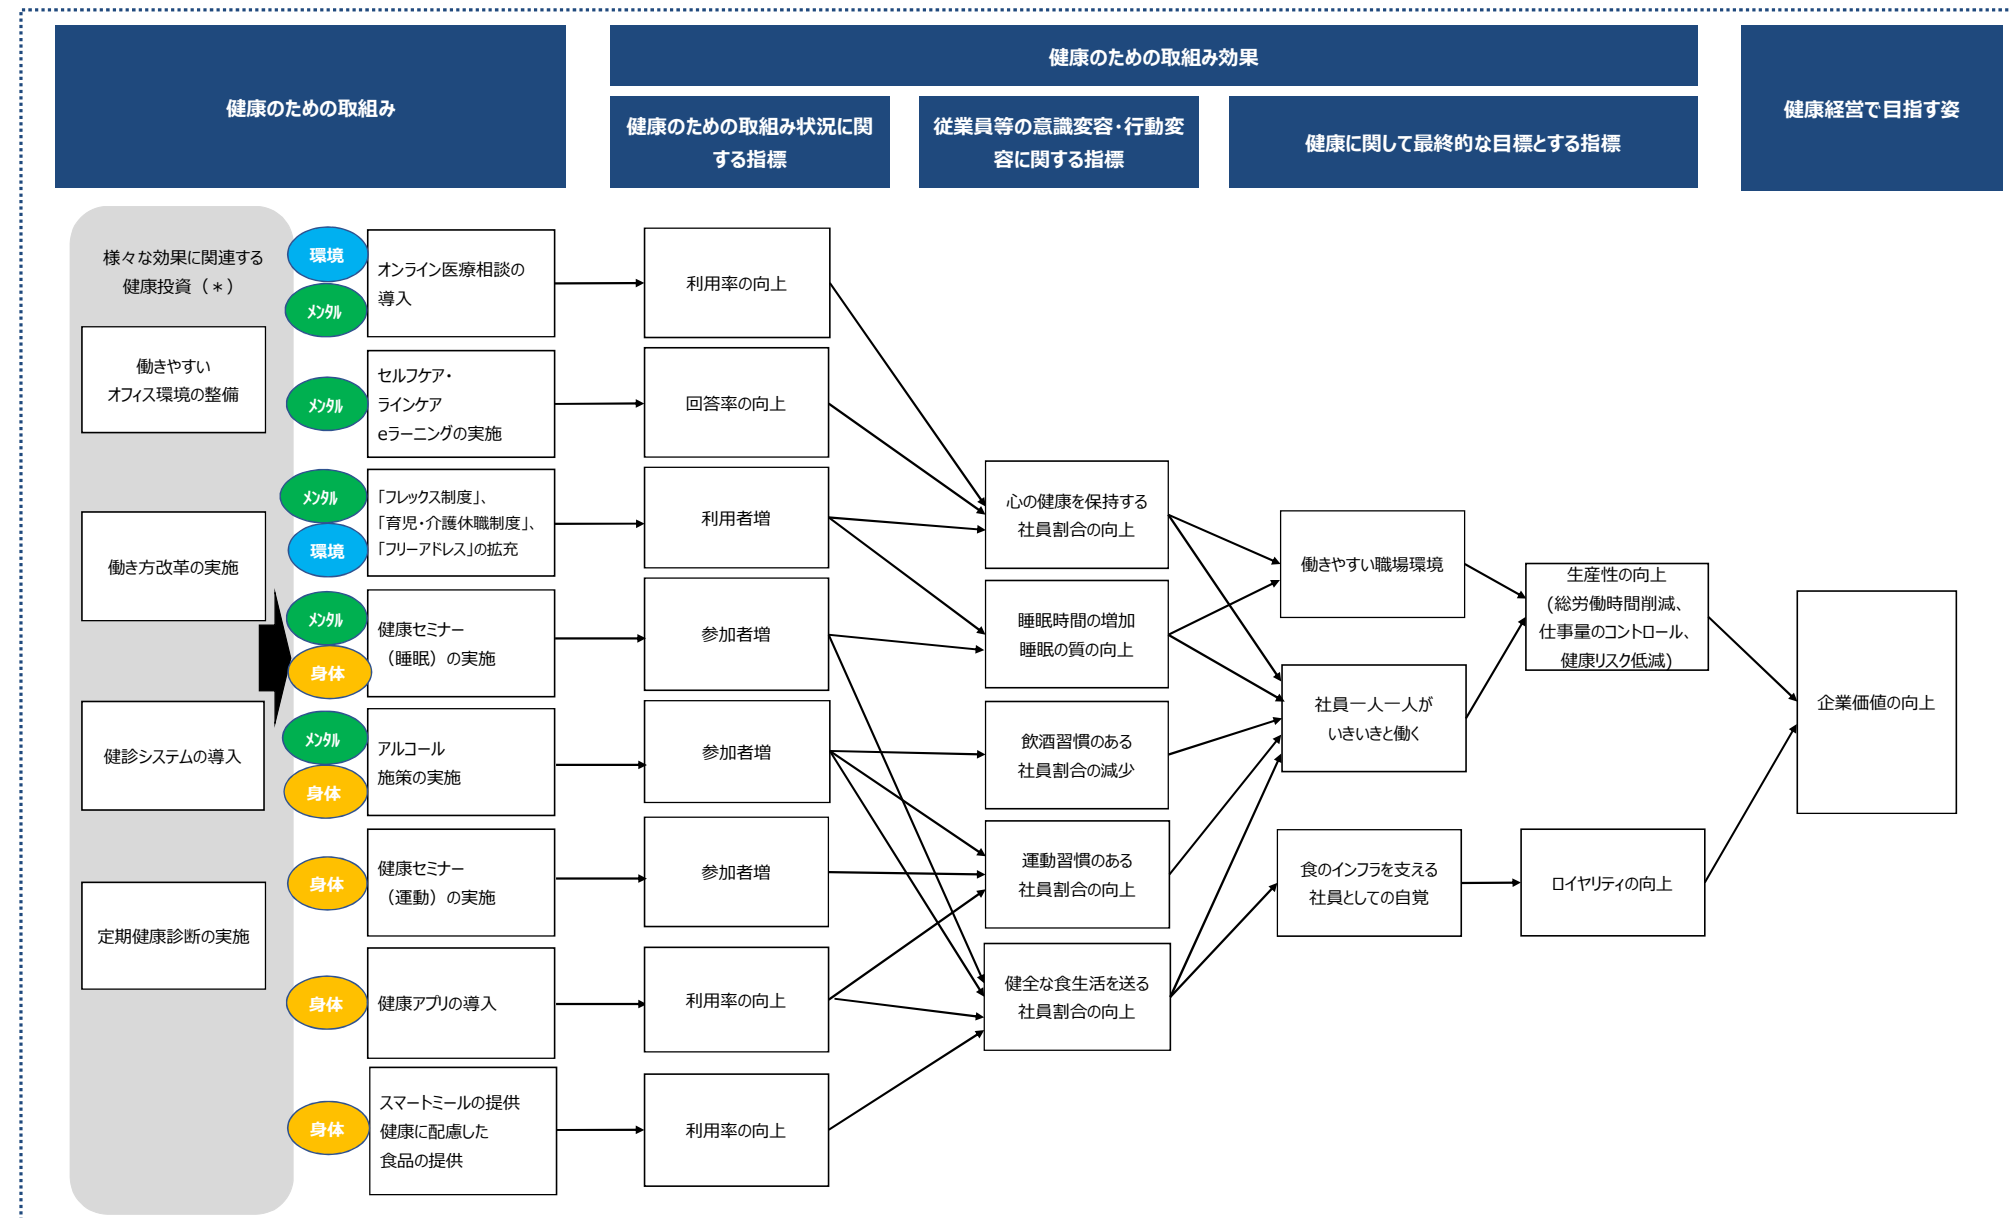 健康のための取組み
健康のための取組み効果
健康のための取組み状況に関
する指標
従業員等の意識変容・行動変
容に関する指標
健康に関して最終的な目標とする指標
健康経営で目指す姿
様々な効果に関連する
健康投資（＊）
働きやすい
オフィス環境の整備
働き方改革の実施
健診システムの導入
定期健康診断の実施
環境
メンタル
オンライン医療相談の
導入
メンタル
セルフケア・
ラインケア
eラーニングの実施
メンタル
環境
「フレックス制度」、
「育児・介護休職制度」、
「フリーアドレス」の拡充
メンタル
身体
健康セミナー
（睡眠）の実施
メンタル
身体
アルコール
施策の実施
身体
健康セミナー
（運動）の実施
身体
健康アプリの導入
身体
スマートミールの提供
健康に配慮した
食品の提供
利用率の向上
回答率の向上
利用者増
参加者増
参加者増
参加者増
利用率の向上
利用率の向上
心の健康を保持する
社員割合の向上
睡眠時間の増加
睡眠の質の向上
飲酒習慣のある
社員割合の減少
運動習慣のある
社員割合の向上
健全な食生活を送る
社員割合の向上
働きやすい職場環境
社員一人一人が
いきいきと働く
食のインフラを支える
社員としての自覚
生産性の向上
(総労働時間削減、
仕事量のコントロール、
健康リスク低減)
ロイヤリティの向上
企業価値の向上